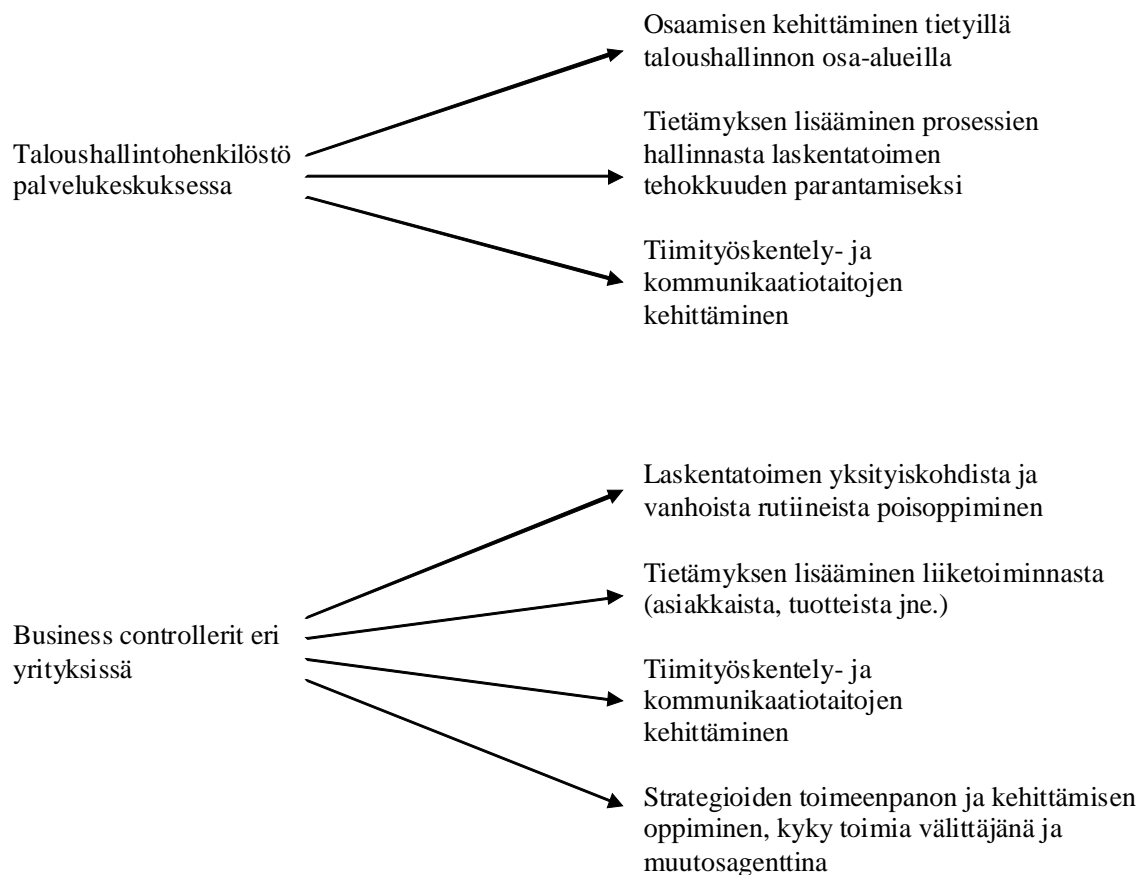 Osaamisen kehittäminen tietyillä
taloushallinnon osa-alueilla
Taloushallintohenkilöstö
palvelukeskuksessa
Tietämyksen lisääminen prosessien
hallinnasta laskentatoimen
tehokkuuden parantamiseksi
Tiimityöskentely- ja
kommunikaatiotaitojen
kehittäminen
Laskentatoimen yksityiskohdista ja
vanhoista rutiineista poisoppiminen
Tietämyksen lisääminen liiketoiminnasta
(asiakkaista, tuotteista jne.)
Business controllerit eri
yrityksissä
Tiimityöskentely- ja
kommunikaatiotaitojen
kehittäminen
Strategioiden toimeenpanon ja kehittämisen
oppiminen, kyky toimia välittäjänä ja
muutosagenttina